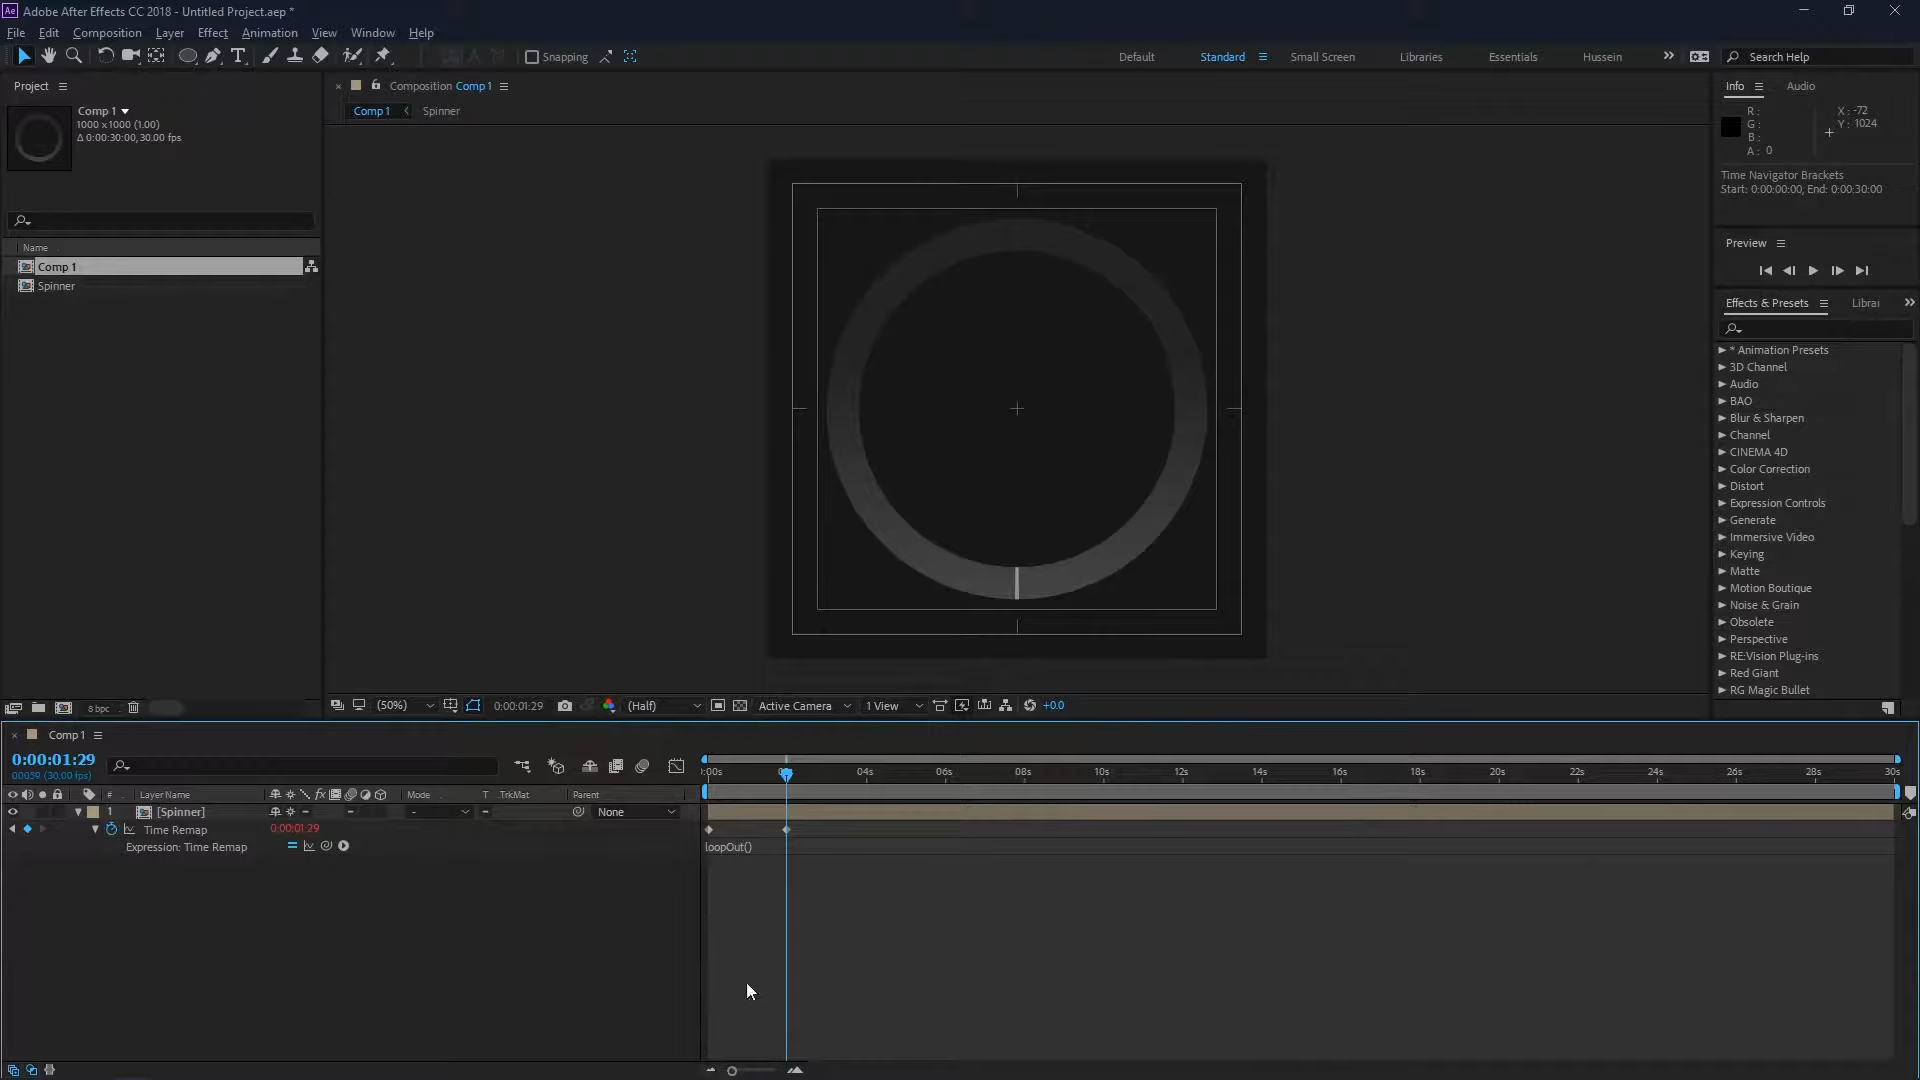 Ae Adobe After Effects CC 2018 - Untitled Project.aep *
File Edit Composition Layer Effect Animation View Window Help
Snapping
Default Standard Small Screen Libraries Essentials Hussein
Search Help
Project
Comp 1
1000 x1000 (1.00)
Δ 0:00:30:00, 30.00 fps
Name
Comp 1
Spinner
8 bpc
Composition Comp 1
Comp 1 Spinner
(50%) 0:00:01:29 (Half) Active Camera 1 View +0.0
Info Audio
R :
G :
B :
A : 0
X : -72
Y : 1024
Time Navigator Brackets
Start: 0:00:00:00, End: 0:00:30:00
Preview
Effects & Presets Librar
* Animation Presets
3D Channel
Audio
BAO
Blur & Sharpen
Channel
CINEMA 4D
Color Correction
Distort
Expression Controls
Generate
Immersive Video
Keying
Matte
Motion Boutique
Noise & Grain
Obsolete
Perspective
RE:Vision Plug-ins
Red Giant
RG Magic Bullet
Comp 1
0:00:01:29
00059 (30.00 fps)
:00s 04s 06s 08s 10s 12s 14s 16s 18s 20s 22s 24s 26s 28s 30s
# Layer Name fx Mode T .TrkMat Parent
1 [Spinner] - None
Time Remap 0:00:01:29
Expression: Time Remap loopOut()